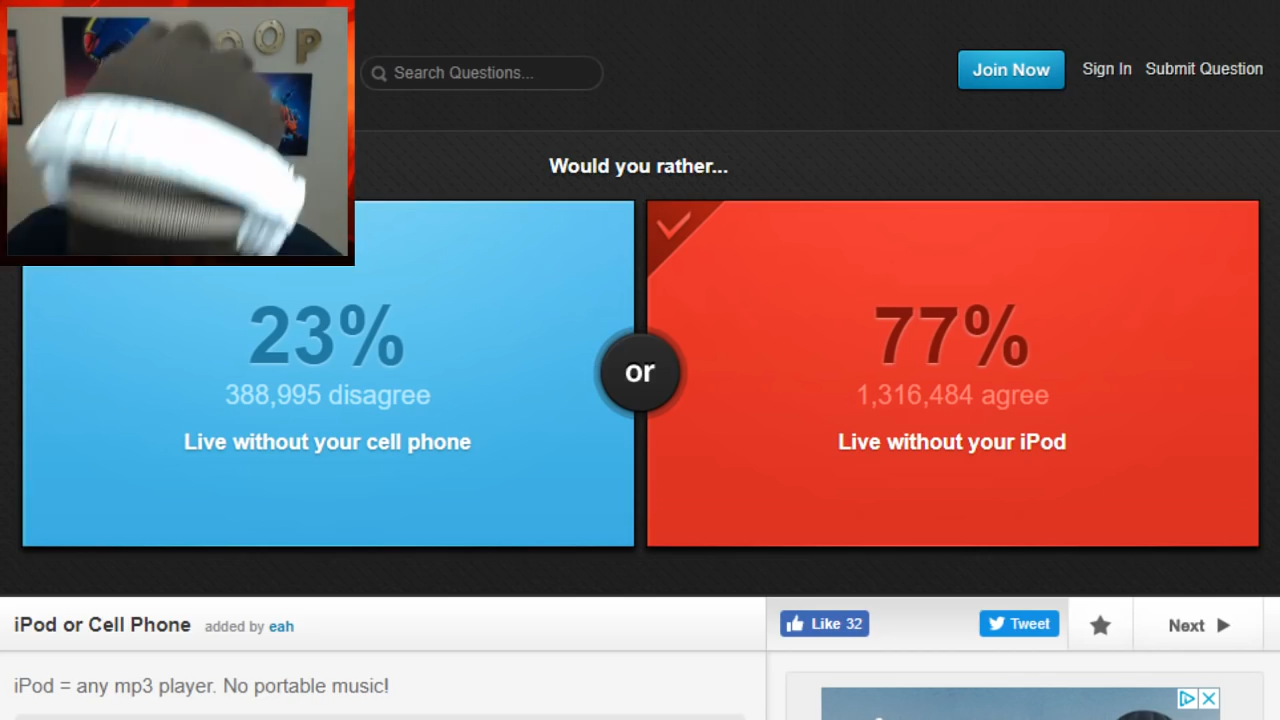 O O P
Search Questions...
Join Now
Sign In
Submit Question
Would you rather...
23%
388,995 disagree
Live without your cell phone
or
77%
1,316,484 agree
Live without your iPod
iPod or Cell Phone added by eah
Like 32
Tweet
Next
iPod = any mp3 player. No portable music!